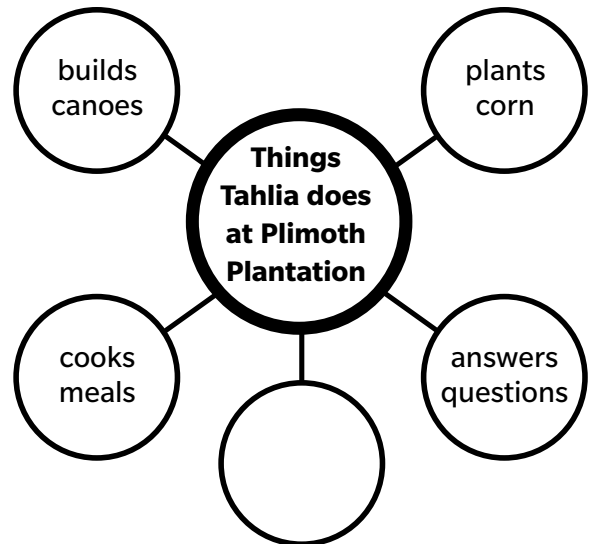 builds
canoes
plants
corn
Things
Tahlia does
at Plimoth
Plantation
cooks
meals
answers
questions